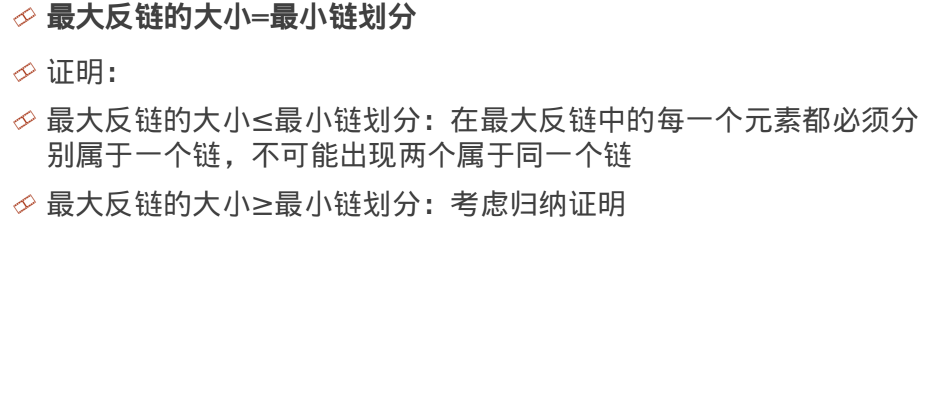 最大反链的大小=最小链划分
证明：
最大反链的大小≤最小链划分：在最大反链中的每一个元素都必须分
别属于一个链，不可能出现两个属于同一个链
最大反链的大小≥最小链划分：考虑归纳证明